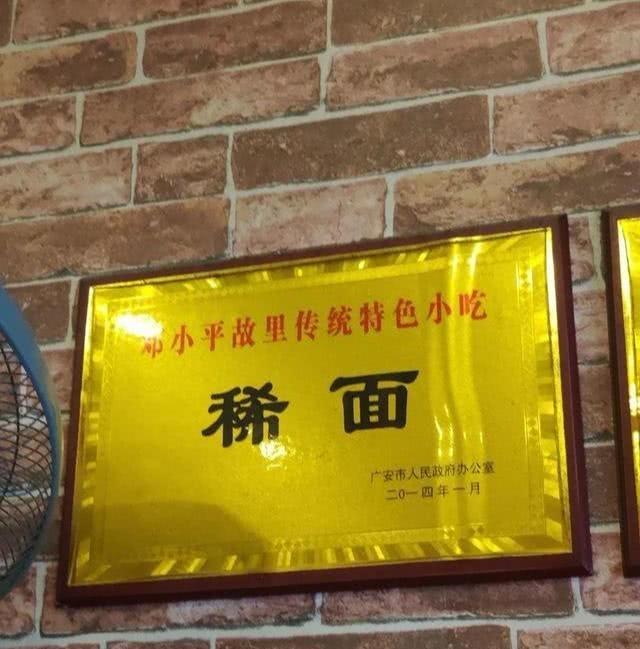 邓小平故里传统特色小吃
稀面
广安市人民政府办公室
二0一四年一月